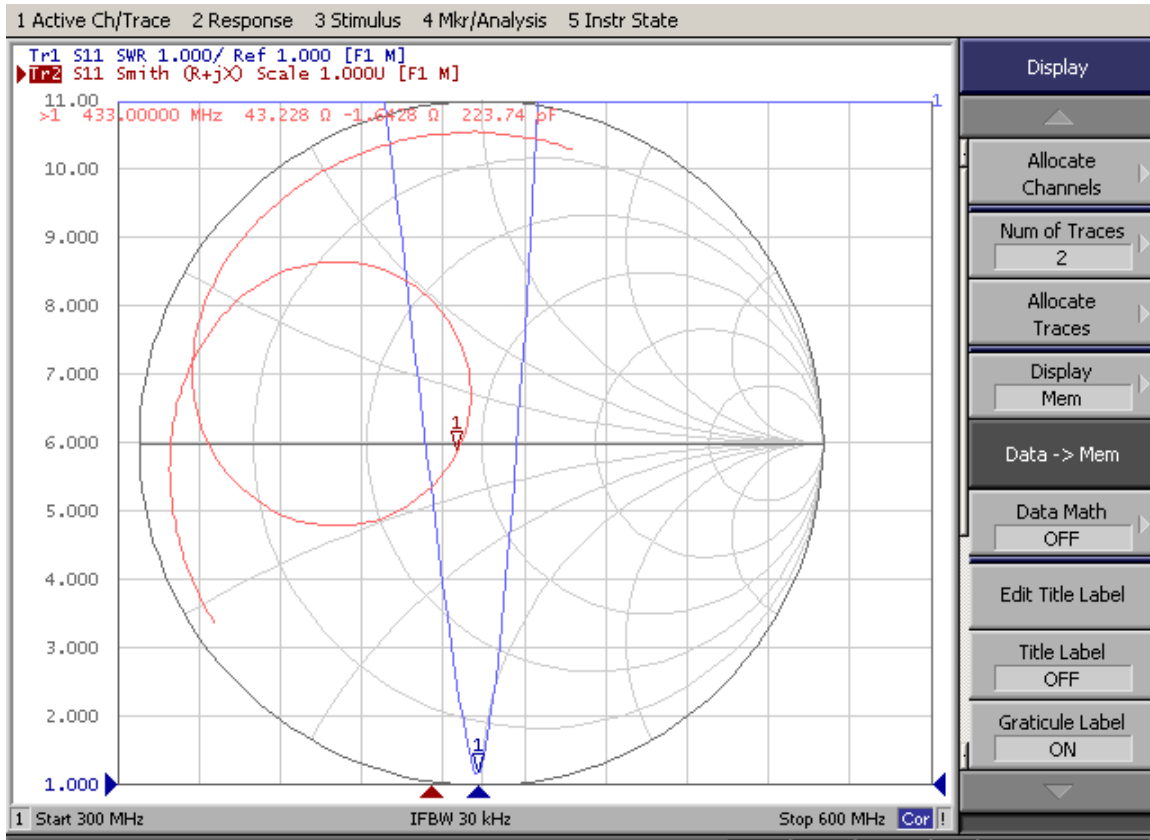 1 Active Ch/Trace 2 Response 3 Stimulus 4 Mkr/Analysis 5 Instr State
Tr1 S11 SWR 1.000/ Ref 1.000 [F1 M]
Tr2 S11 Smith (R+jX) Scale 1.000U [F1 M]
11.00
>1 433.00000 MHz 43.228 Ω -1.6428 Ω 223.74 pF
1
10.00
9.000
8.000
7.000
6.000
1
5.000
4.000
3.000
2.000
1
1.000
1 Start 300 MHz IFBW 30 kHz Stop 600 MHz Cor !
Display
Allocate
Channels
Num of Traces
2
Allocate
Traces
Display
Mem
Data -> Mem
Data Math
OFF
Edit Title Label
Title Label
OFF
Graticule Label
ON